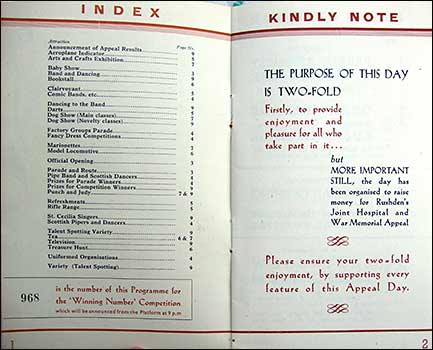 INDEX
Attraction Page No.
Announcement of Appeal Results
Aeroplane Indicator
Arts and Crafts Exhibition
Baby Show
Band and Dancing
Bookstall
Clairvoyant
Comic Bands, etc.
Dancing to the Band
Darts
Dog Show (Main classes)
Dog Show (Novelty classes)
Factory Groups Parade
Fancy Dress Competitions
Marionettes
Model Locomotive
Official Opening
Parade and Route
Pipe Band and Scottish Dancers
Prizes for Parade Winners
Prizes for Competition Winners
Punch and Judy
Refreshments
Rifle Range
St. Cecilia Singers
Scottish Pipers and Dancers
Talent Spotting Variety
Tea
Television
Treasure Hunt
Uniformed Organisations
Variety (Talent Spotting)
968
is the number of this Programme for
the 'Winning Number' Competition
which will be announced from the Platform at 9 p.m
1
KINDLY NOTE
THE PURPOSE OF THIS DAY
IS TWO-FOLD
Firstly, to provide
enjoyment and
pleasure for all who
take part in it...
but
MORE IMPORTANT
STILL, the day has
been organised to raise
money for Rushden's
Joint Hospital and
War Memorial Appeal
Please ensure your two-fold
enjoyment, by supporting every
feature of this Appeal Day.
2